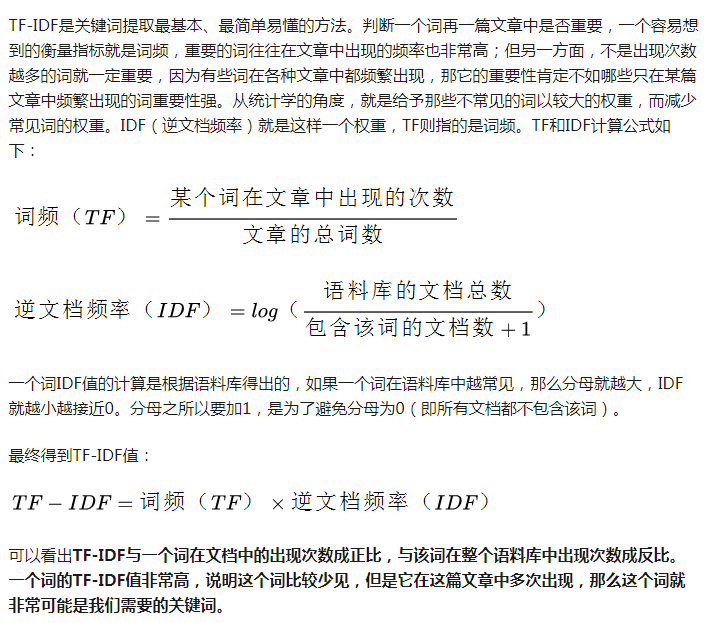 TF-IDF是关键词提取最基本、最简单易懂的方法。判断一个词再一篇文章中是否重要，一个容易想
到的衡量指标就是词频，重要的词往往在文章中出现的频率也非常高；但另一方面，不是出现次数
越多的词就一定重要，因为有些词在各种文章中都频繁出现，那它的重要性肯定不如哪些只在某篇
文章中频繁出现的词重要性强。从统计学的角度，就是给予那些不常见的词以较大的权重，而减少
常见词的权重。IDF（逆文档频率）就是这样一个权重，TF则指的是词频。TF和IDF计算公式如
下：
词频（TF）=某个词在文章中出现的次数/文章的总词数
逆文档频率（IDF）=log（语料库的文档总数/包含该词的文档数+1）
一个词IDF值的计算是根据语料库得出的，如果一个词在语料库中越常见，那么分母就越大，IDF
就越小越接近0。分母之所以要加1，是为了避免分母为0（即所有文档都不包含该词）。
最终得到TF-IDF值：
TF−IDF=词频（TF）×逆文档频率（IDF）
可以看出TF-IDF与一个词在文档中的出现次数成正比，与该词在整个语料库中出现次数成反比。
一个词的TF-IDF值非常高，说明这个词比较少见，但是它在这篇文章中多次出现，那么这个词就
非常可能是我们需要的关键词。